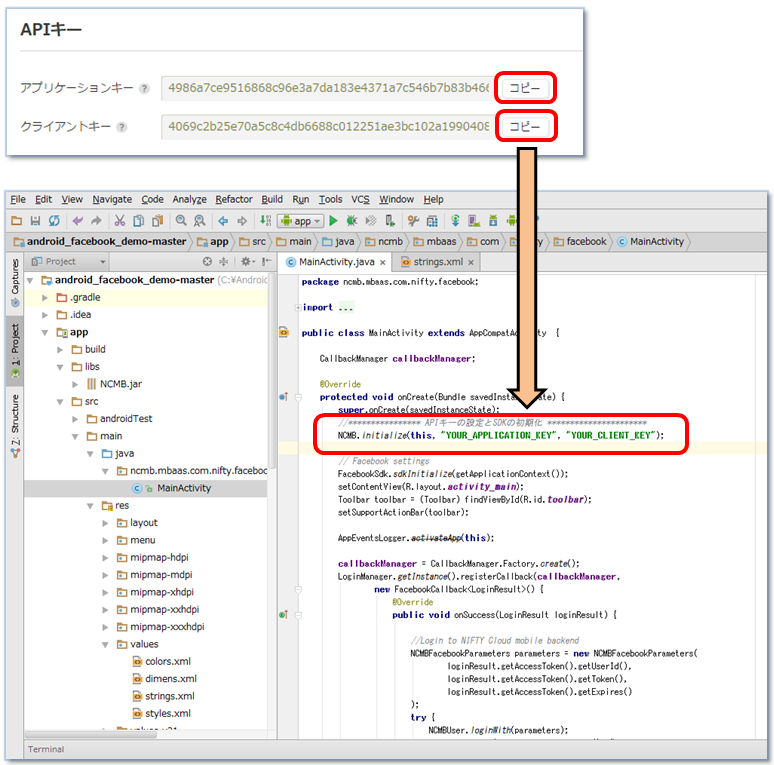 APIキー
アプリケーションキー ? 4986a7ce9516868c96e3a7da183e4371a7c546b7b83b466 コピー
クライアントキー ? 4069c2b25e70a5c8c4db6688c012251ae3bc102a1990408 コピー
File Edit View Navigate Code Analyze Refactor Build Run Tools VCS Window Help
app
android_facebook_demo-master app src main java ncmb mbaas com facebook MainActivity
Project
MainActivity.java × strings.xml ×
Captures
1: Project
7: Structure
android_facebook_demo-master (C:¥Android
.gradle
.idea
app
build
libs
NCMB.jar
src
androidTest
main
java
ncmb.mbaas.com.nifty.faceboo
MainActivity
res
layout
menu
mipmap-hdpi
mipmap-mdpi
mipmap-xhdpi
mipmap-xxhdpi
mipmap-xxxhdpi
values
colors.xml
dimens.xml
strings.xml
styles.xml
package ncmb.mbaas.com.nifty.facebook;
import ...
public class MainActivity extends AppCompatActivity {
CallbackManager callbackManager;
@Override
protected void onCreate(Bundle savedInstanceState) {
super.onCreate(savedInstanceState);
//**************** APIキーの設定とSDKの初期化 **********************
NCMB.initialize(this, "YOUR_APPLICATION_KEY", "YOUR_CLIENT_KEY");
// Facebook settings
FacebookSdk.sdkInitialize(getApplicationContext());
setContentView(R.layout.activity_main);
Toolbar toolbar = (Toolbar) findViewById(R.id.toolbar);
setSupportActionBar(toolbar);
AppEventsLogger.activateApp(this);
callbackManager = CallbackManager.Factory.create();
LoginManager.getInstance().registerCallback(callbackManager,
new FacebookCallback<LoginResult>() {
@Override
public void onSuccess(LoginResult loginResult) {
//Login to NIFTY Cloud mobile backend
NCMBFacebookParameters parameters = new NCMBFacebookParameters(
loginResult.getAccessToken().getUserId(),
loginResult.getAccessToken().getToken(),
loginResult.getAccessToken().getExpires()
);
try {
NCMBUser.loginWith(parameters);
Terminal